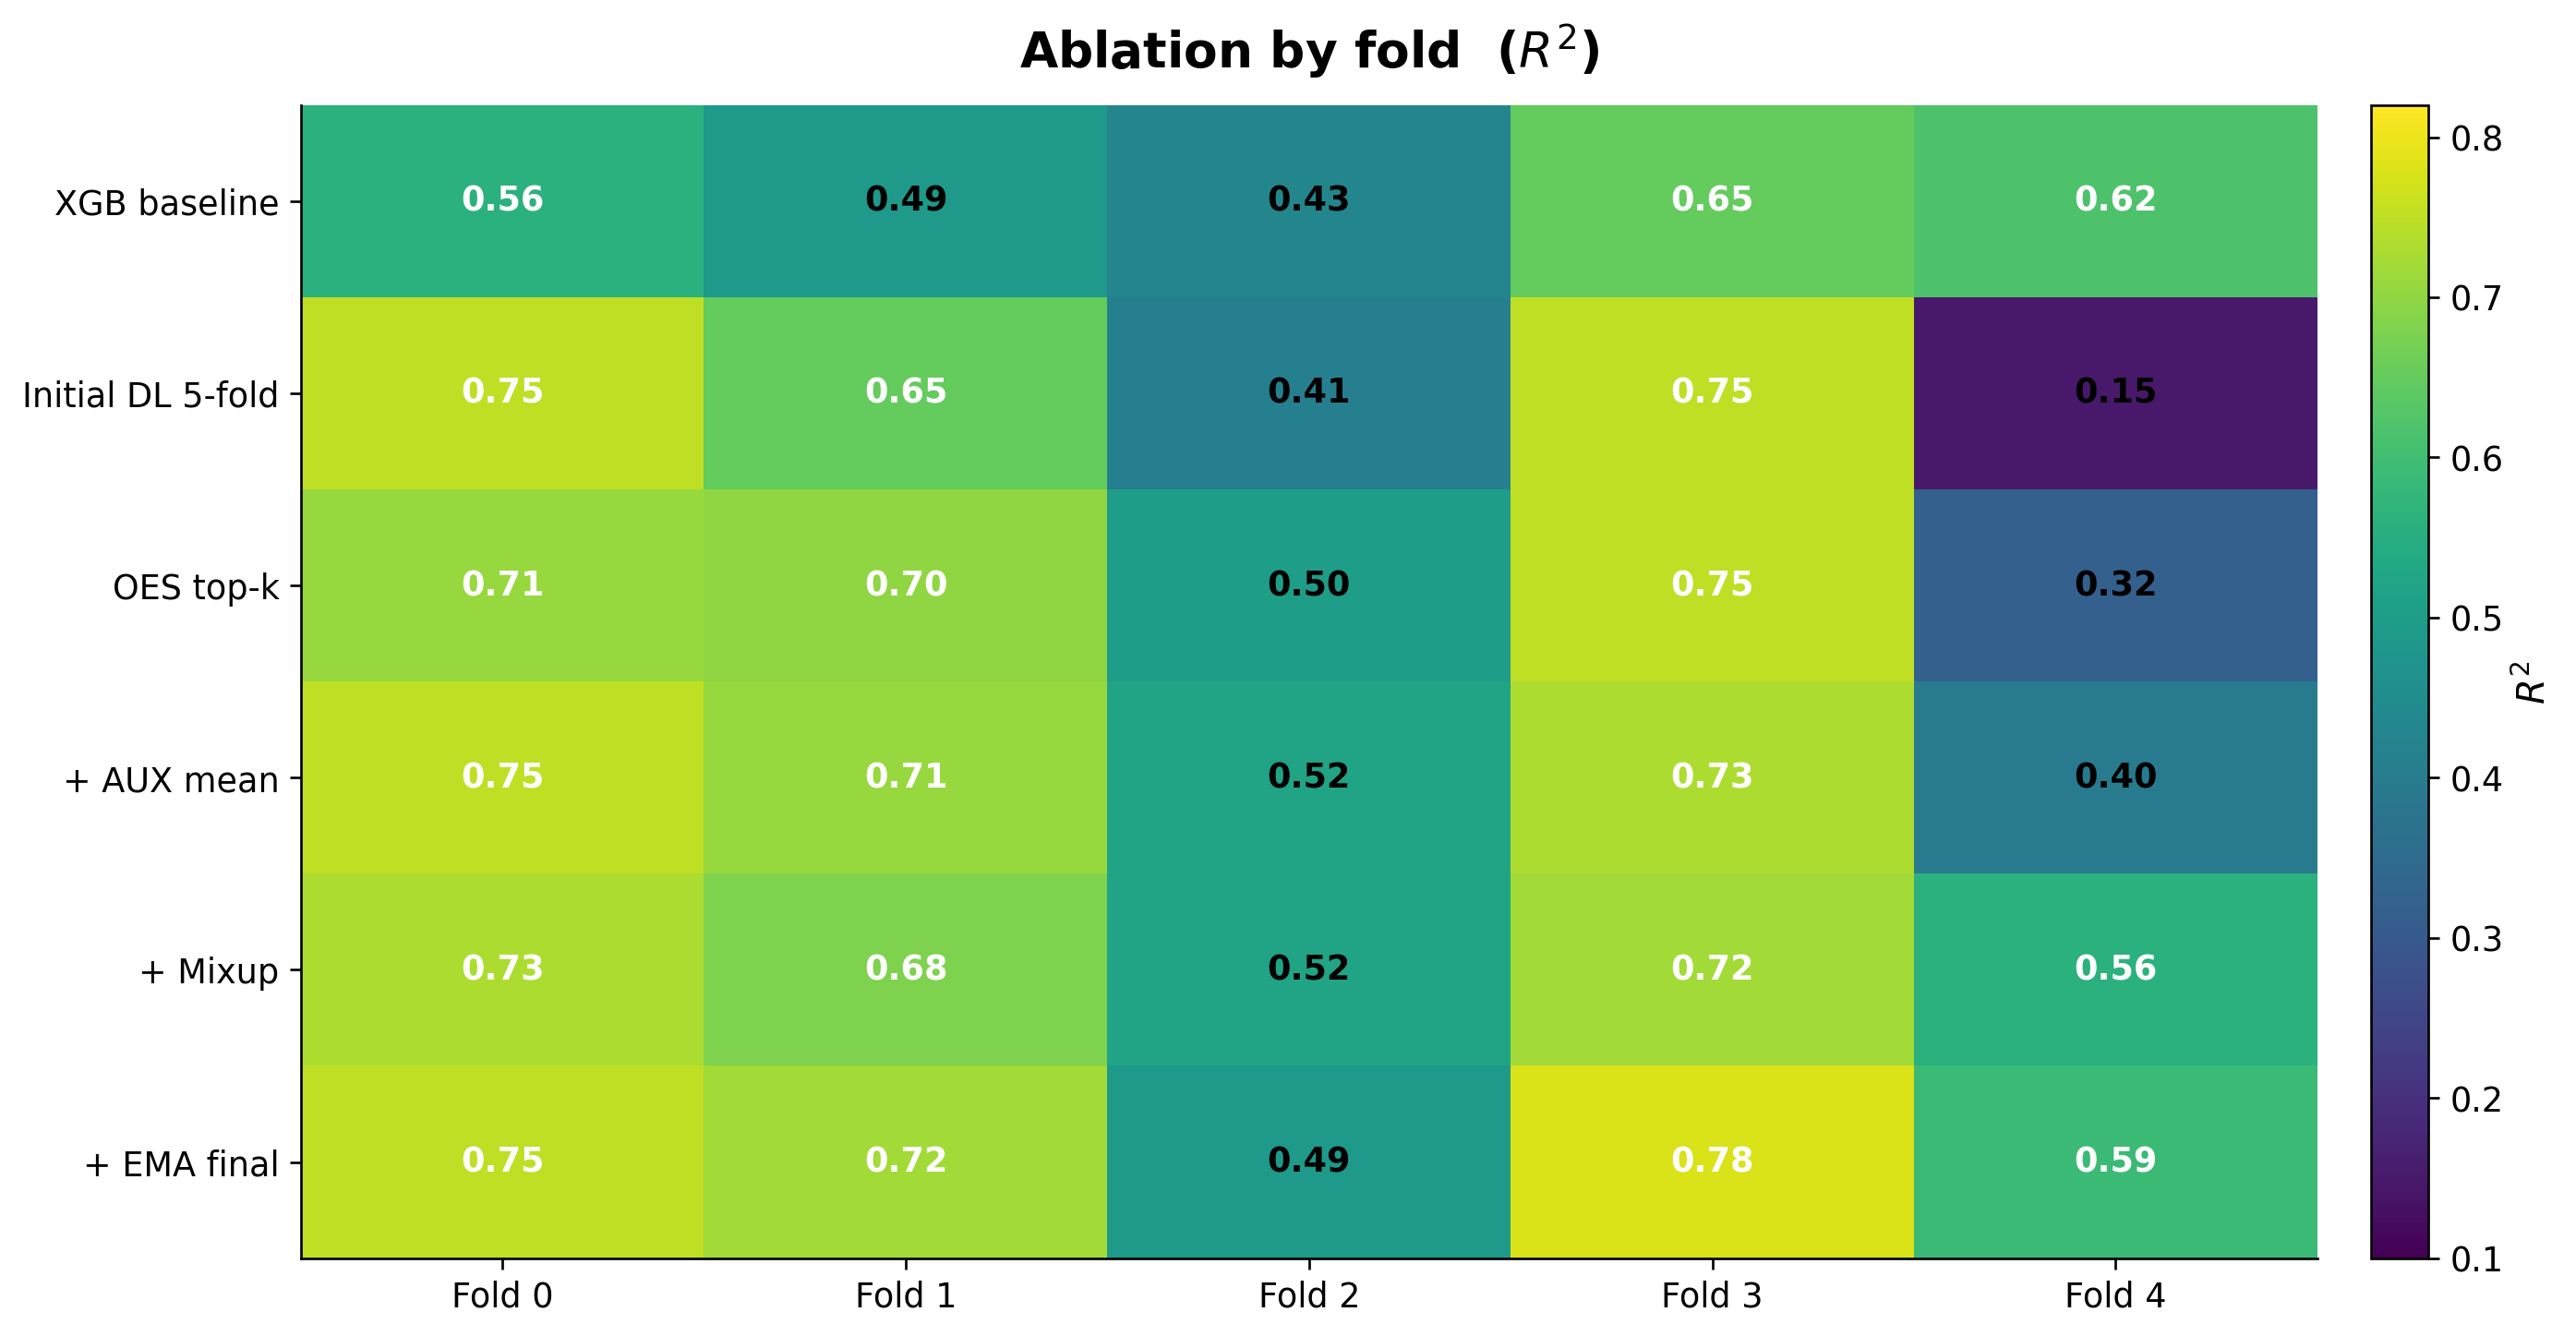 Ablation by fold (R²)
XGB baseline 0.56 0.49 0.43 0.65 0.62
Initial DL 5-fold 0.75 0.65 0.41 0.75 0.15
OES top-k 0.71 0.70 0.50 0.75 0.32
+ AUX mean 0.75 0.71 0.52 0.73 0.40
+ Mixup 0.73 0.68 0.52 0.72 0.56
+ EMA final 0.75 0.72 0.49 0.78 0.59
Fold 0 Fold 1 Fold 2 Fold 3 Fold 4
0.8
0.7
0.6
0.5
0.4
0.3
0.2
0.1
R²